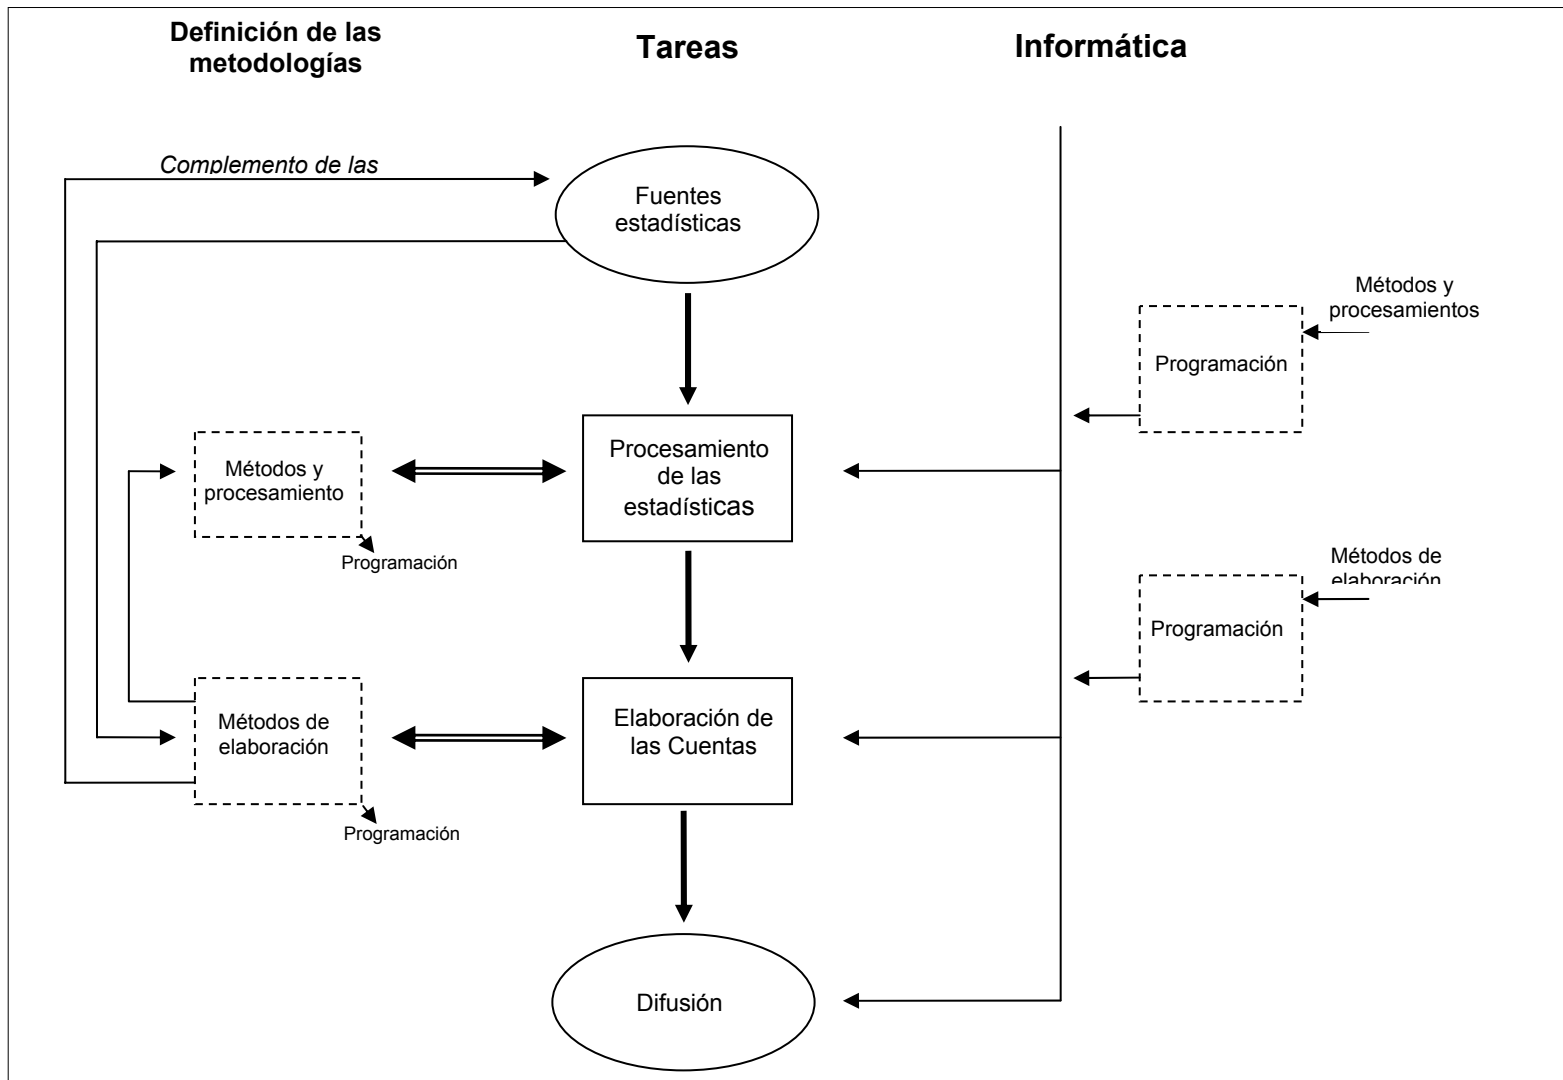 Definición de las
metodologías
Tareas
Informática
Complemento de las
Fuentes
estadísticas
Métodos y
procesamientos
Programación
Procesamiento
de las
estadísticas
Métodos y
procesamiento
Programación
Métodos de
elaboración
Programación
Elaboración de
las Cuentas
Métodos de
elaboración
Programación
Difusión